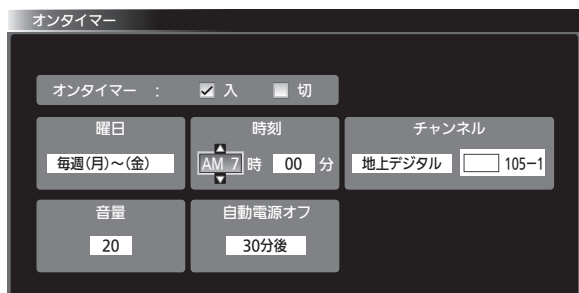 オンタイマー
オンタイマー : 入 切
曜日
毎週(月)~(金)
時刻
AM 7 時 00 分
チャンネル
地上デジタル 105-1
音量
20
自動電源オフ
30分後